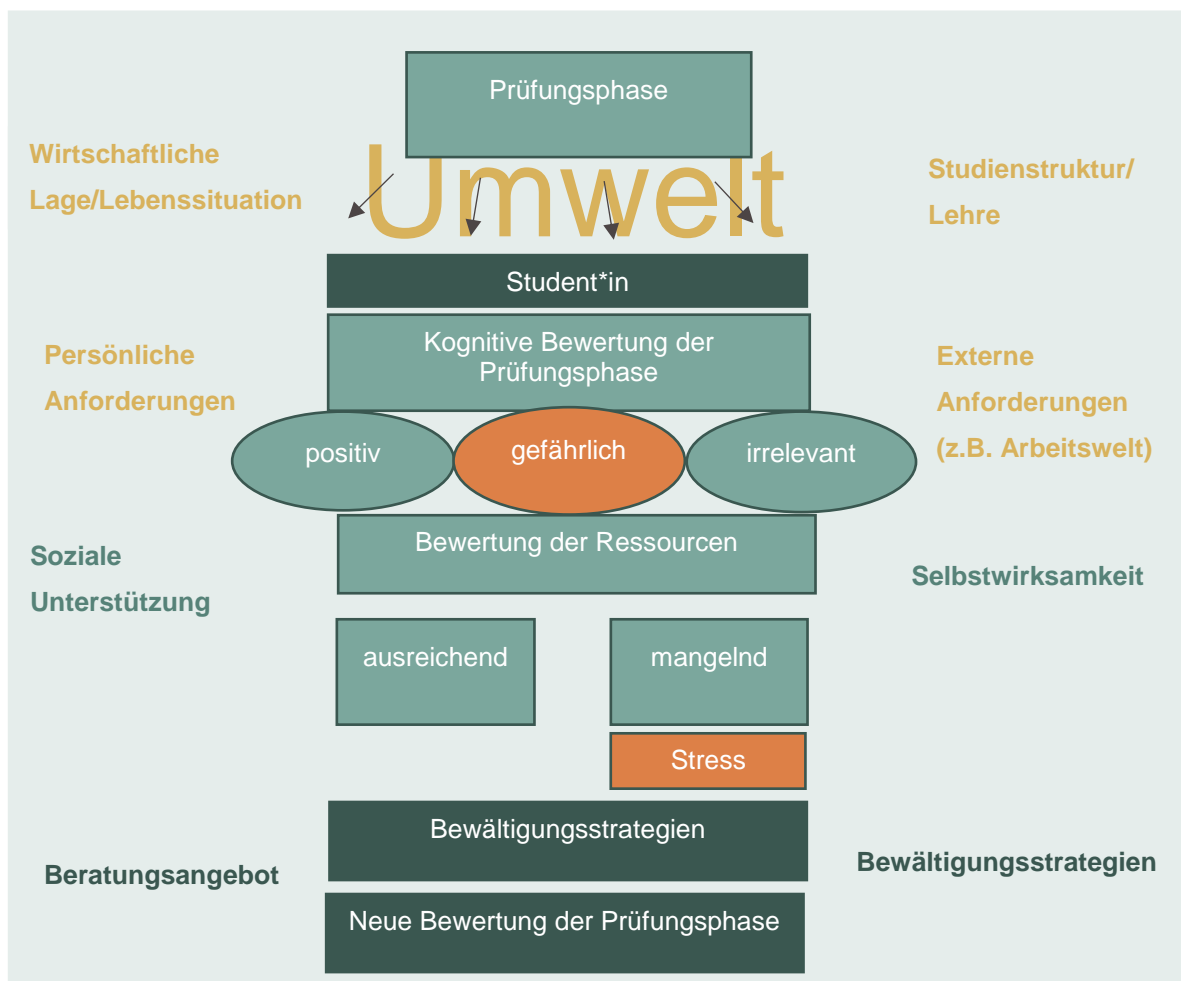 Prüfungsphase
Umwelt
Wirtschaftliche
Lage/Lebenssituation
Studienstruktur/
Lehre
Student*in
Kognitive Bewertung der
Prüfungsphase
Persönliche
Anforderungen
Externe
Anforderungen
(z.B. Arbeitswelt)
positiv
gefährlich
irrelevant
Bewertung der Ressourcen
Soziale
Unterstützung
Selbstwirksamkeit
ausreichend
mangelnd
Stress
Bewältigungsstrategien
Beratungsangebot
Bewältigungsstrategien
Neue Bewertung der Prüfungsphase